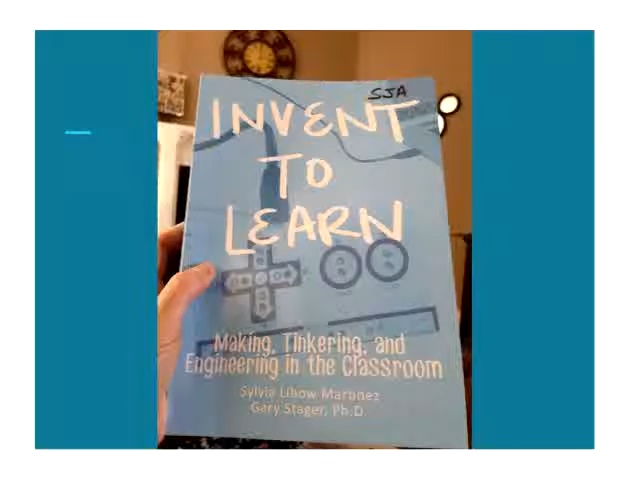 SJA
INVENT
TO
LEARN
Making, Tinkering, and
Engineering in the Classroom
Sylvia Libow Martinez
Gary Stager, Ph.D.